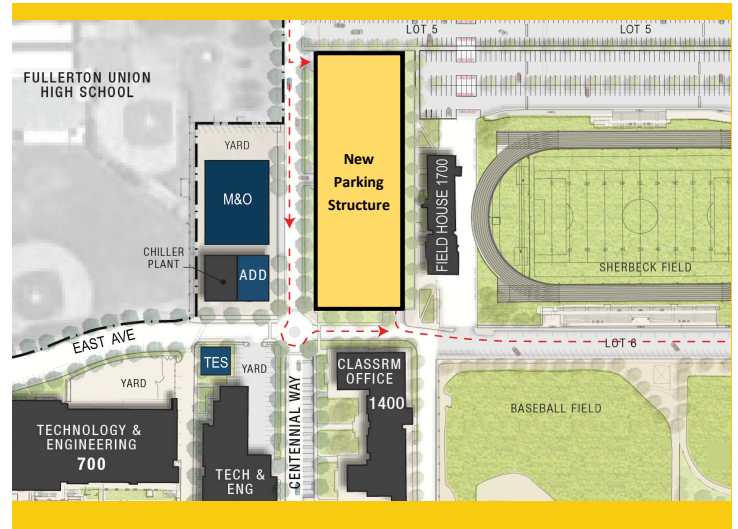 LOT 5
LOT 5
FULLERTON UNION
HIGH SCHOOL
YARD
M&O
New
Parking
Structure
FIELD HOUSE 1700
CHILLER
PLANT
ADD
SHERBECK FIELD
EAST AVE
LOT 6
TES
YARD
YARD
CENTENNIAL WAY
CLASSRM
OFFICE
1400
BASEBALL FIELD
TECHNOLOGY &
ENGINEERING
700
TECH &
ENG